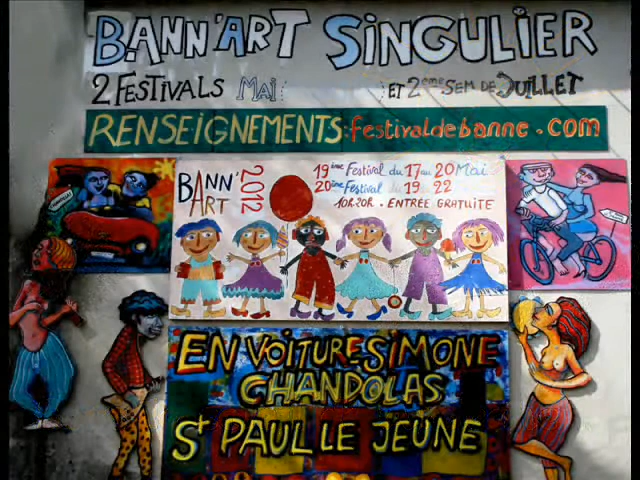 BANN'ART SINGULIER
2 FESTIVALS MAI ET 2ème SEM DE JUILLET
RENSEIGNEMENTS: festivaldebanne.com
BANN'
ART
2012
19ème Festival du 17 au 20 Mai
20ème Festival du 19 au 22
10H.20H. ENTRÉE GRATUITE
EN VOITURE SIMONE
CHANDOLAS
St PAUL LE JEUNE